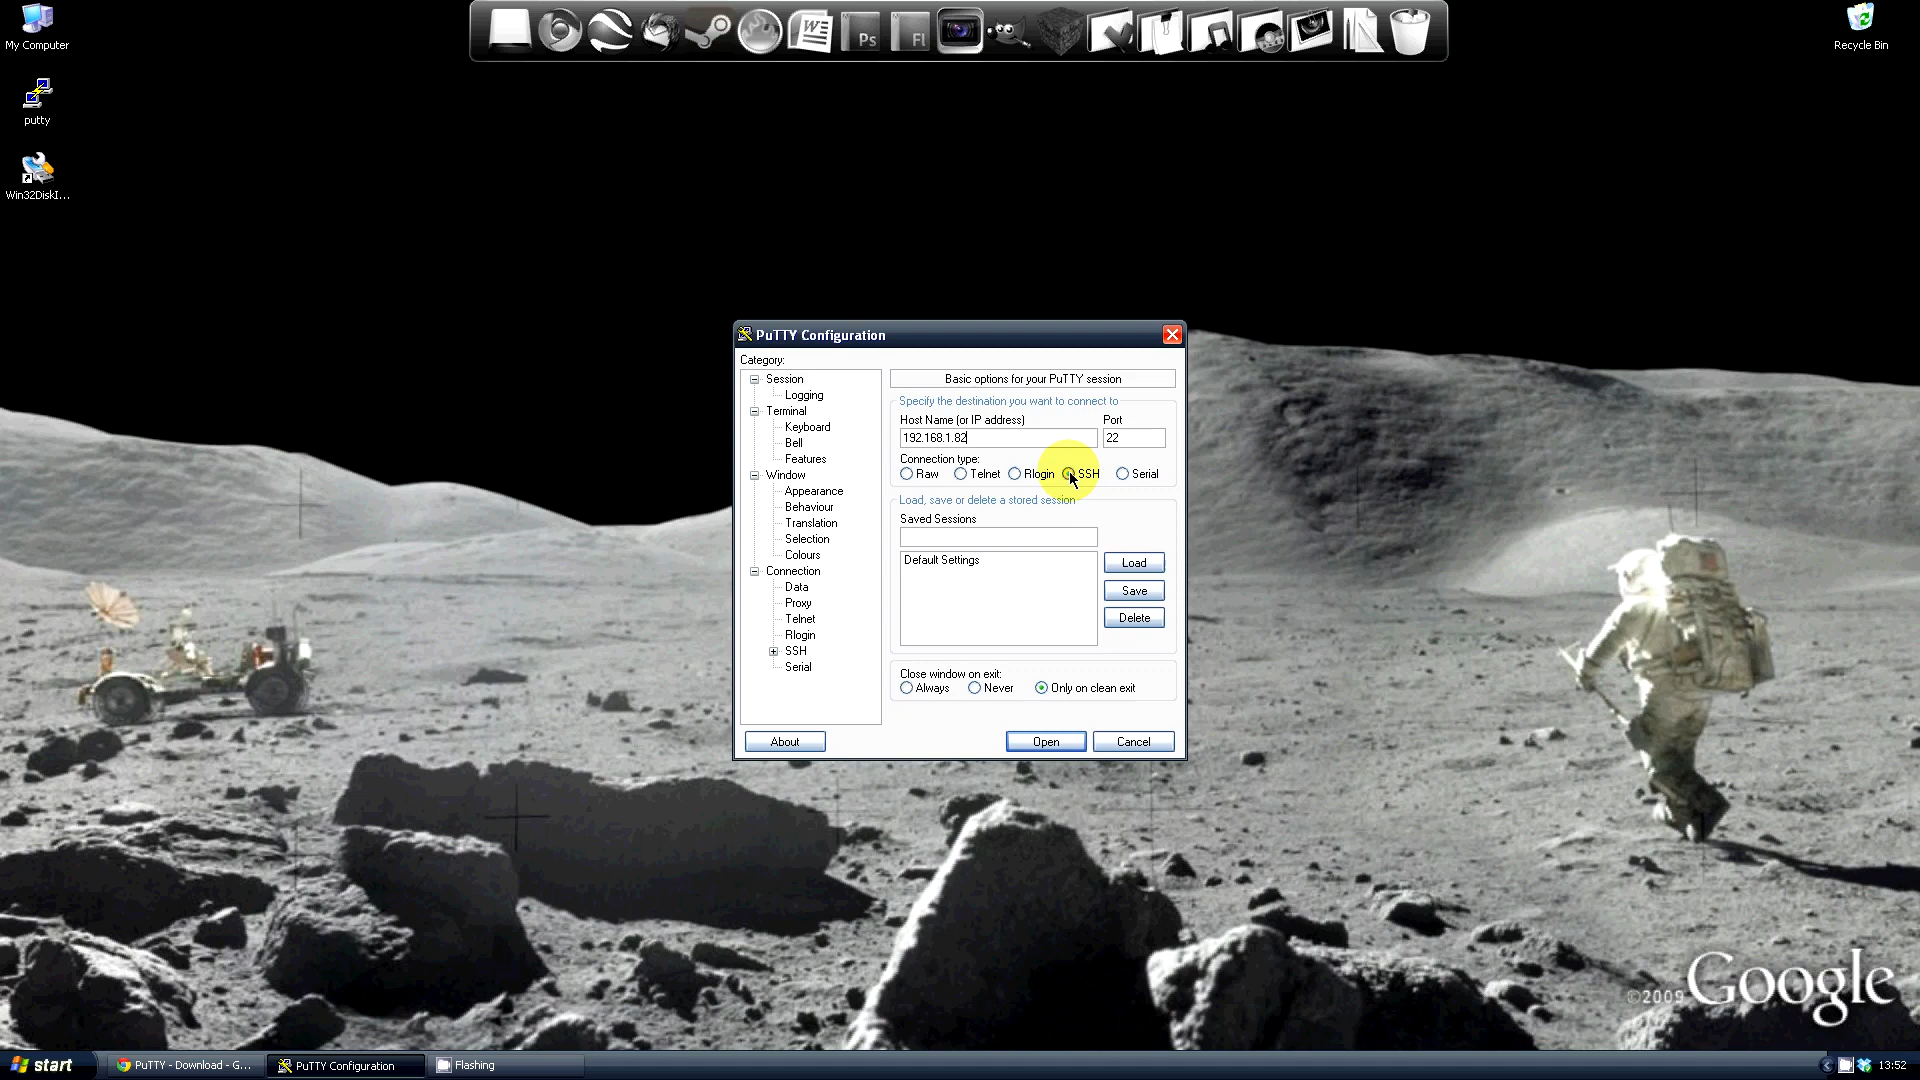 My Computer
putty
Win32DiskI...
W
Ps
Fl
Recycle Bin
PuTTY Configuration
Category:
Session
Logging
Terminal
Keyboard
Bell
Features
Window
Appearance
Behaviour
Translation
Selection
Colours
Connection
Data
Proxy
Telnet
Rlogin
SSH
Serial
Basic options for your PuTTY session
Specify the destination you want to connect to
Host Name (or IP address) Port
192.168.1.82 22
Connection type:
Raw Telnet Rlogin SSH Serial
Load, save or delete a stored session
Saved Sessions
Default Settings
Load
Save
Delete
Close window on exit:
Always Never Only on clean exit
About Open Cancel
©2009 Google
start PuTTY - Download - G... PuTTY Configuration Flashing 13:52